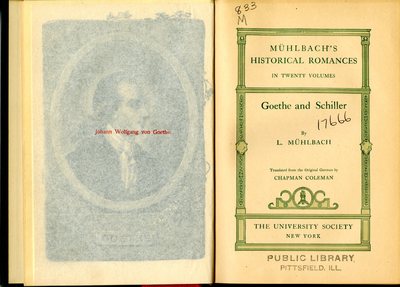 Johann Wolfgang von Goethe.
833
M
MÜHLBACH'S
HISTORICAL ROMANCES
IN TWENTY VOLUMES
Goethe and Schiller
17666
By
L. MÜHLBACH
Translated from the Original German by
CHAPMAN COLEMAN
THE UNIVERSITY SOCIETY
NEW YORK
PUBLIC LIBRARY
PITTSFIELD, ILL.